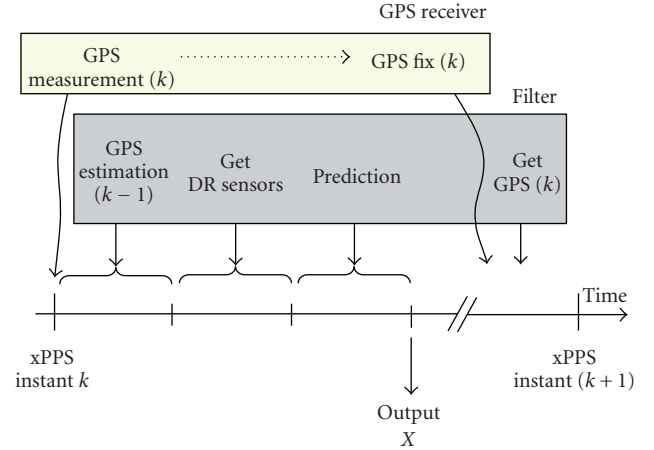 GPS receiver
GPS
measurement (k)
GPS fix (k)
Filter
GPS
estimation
(k − 1)
Get
DR sensors
Prediction
Get
GPS (k)
Time
xPPS
instant k
xPPS
instant (k + 1)
Output
X